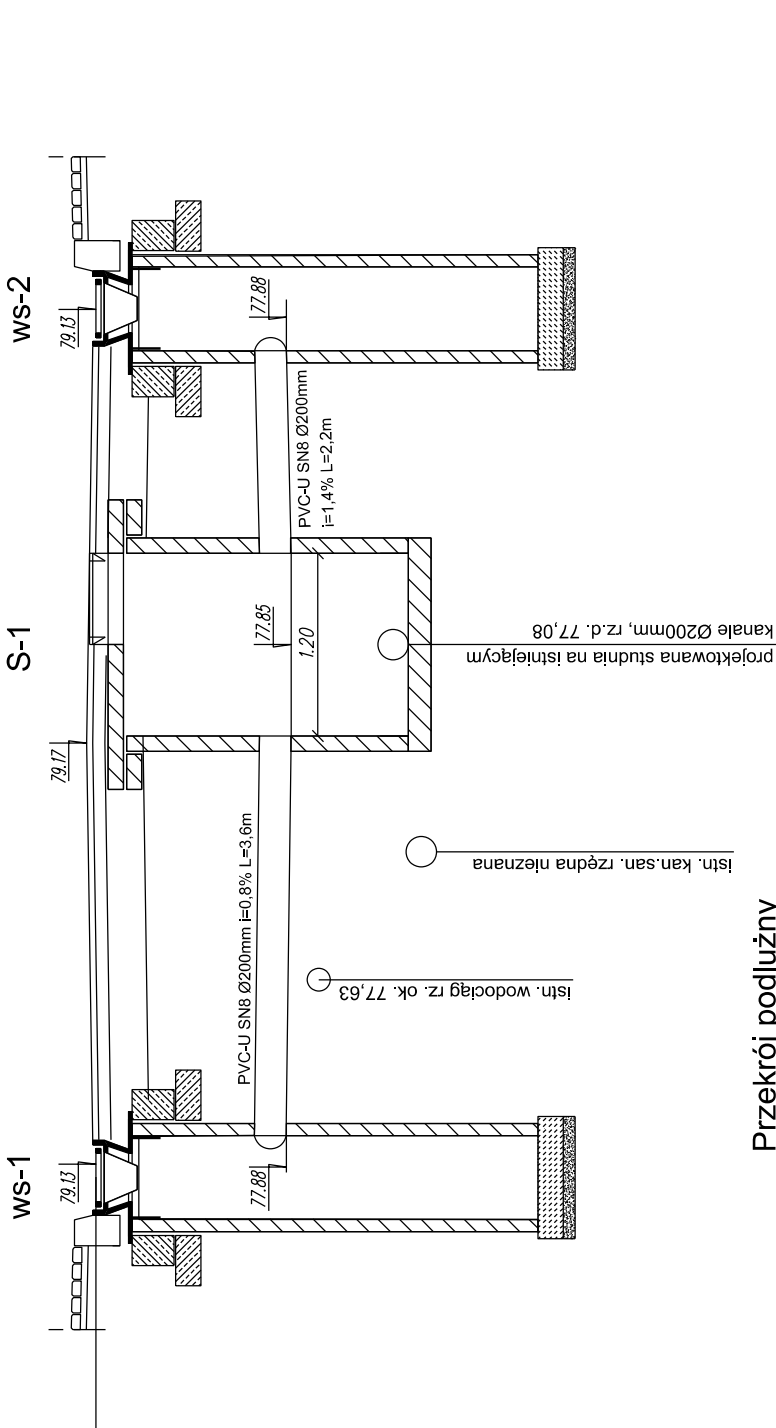 ws-1
S-1
ws-2
79.13
79.17
79.13
PVC-U SN8 Ø200mm i=0,8% L=3,6m
77.88
77.85
77.88
1.20
PVC-U SN8 Ø200mm
i=1,4% L=2,2m
istn. wodociąg rz. ok. 77,63
istn. kan.san. rzędna nieznana
projektowana studnia na istniejącym
kanale Ø200mm, rz.d. 77,08
Przekrój podłużny